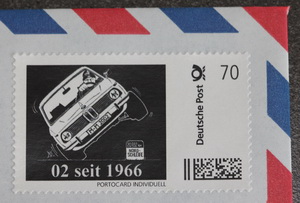 70
Deutsche Post
02 seit 1966
PORTOCARD INDIVIDUELL